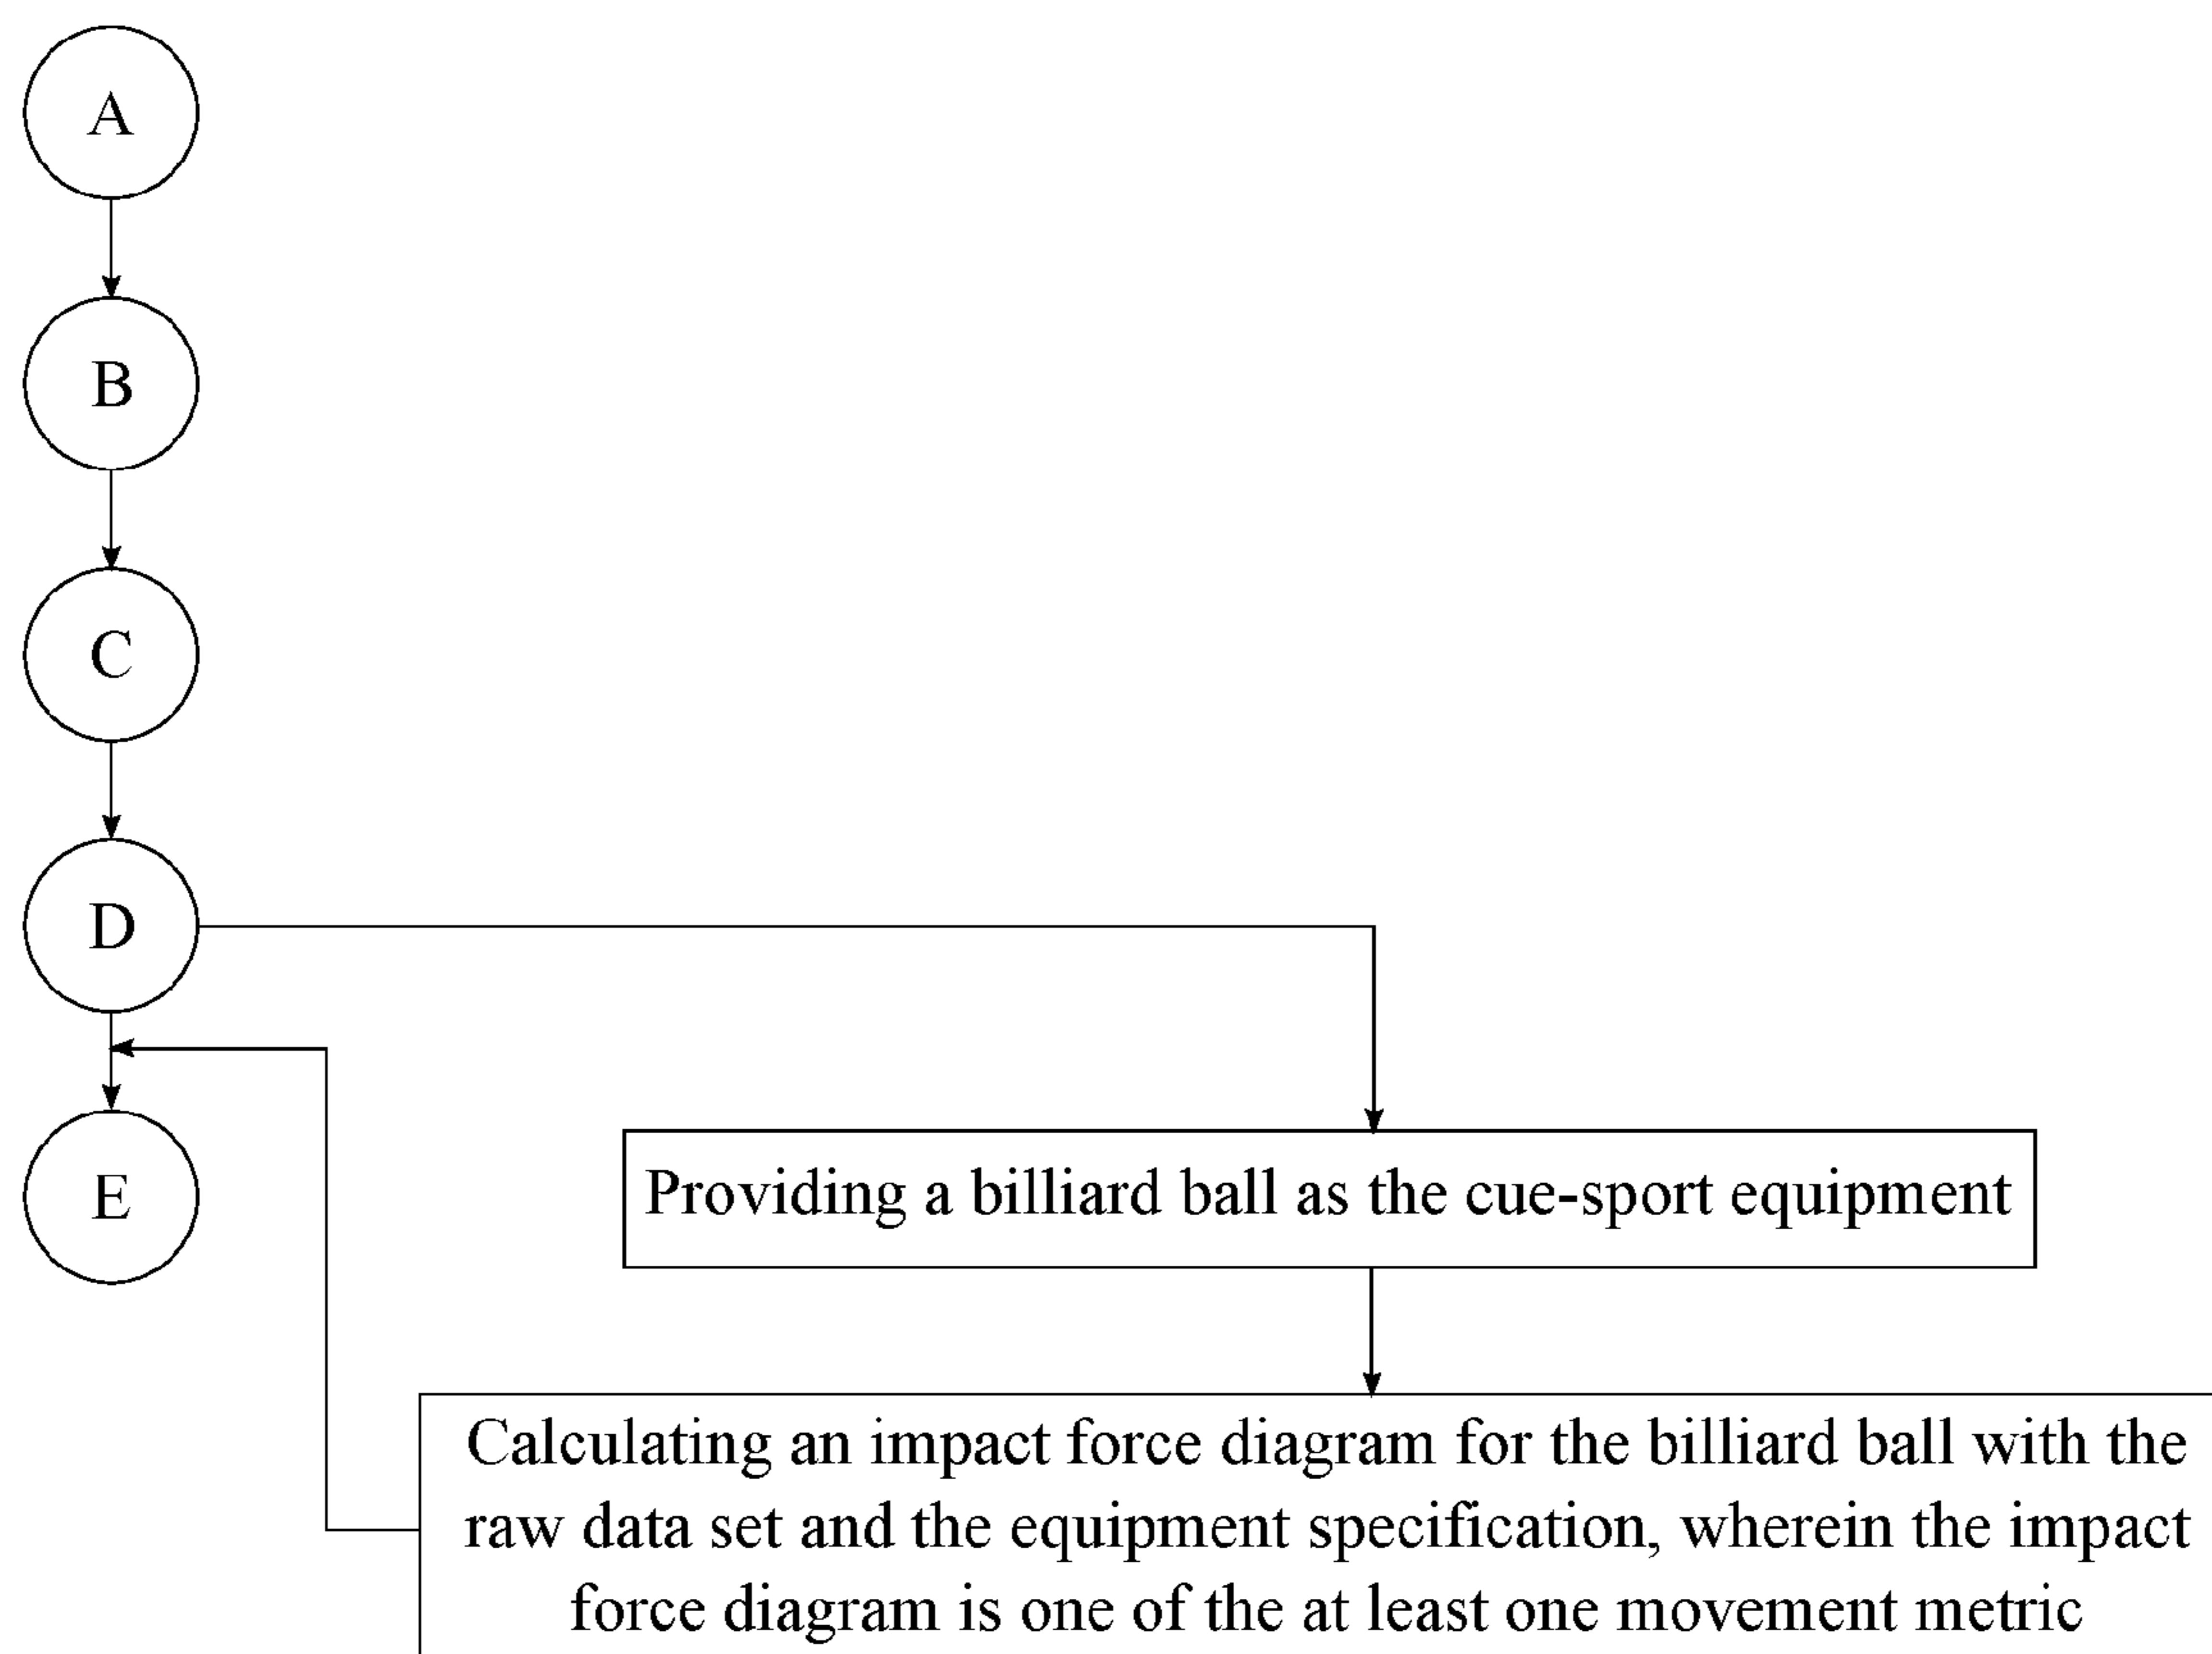 A
B
C
D
E
Providing a billiard ball as the cue-sport equipment
Calculating an impact force diagram for the billiard ball with the
raw data set and the equipment specification, wherein the impact
force diagram is one of the at least one movement metric